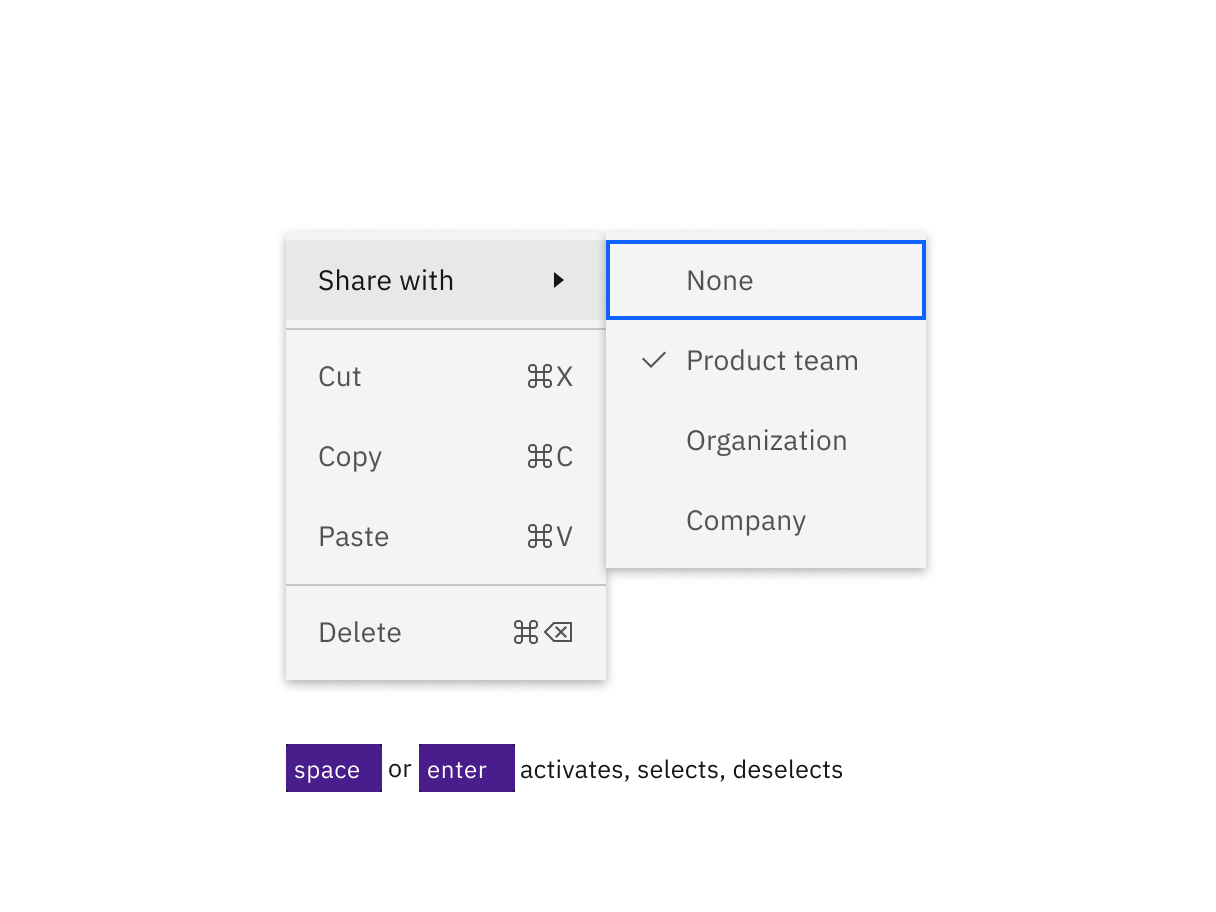 Share with
Cut ⌘X
Copy ⌘C
Paste ⌘V
Delete ⌘⌫
None
Product team
Organization
Company
space or enter activates, selects, deselects